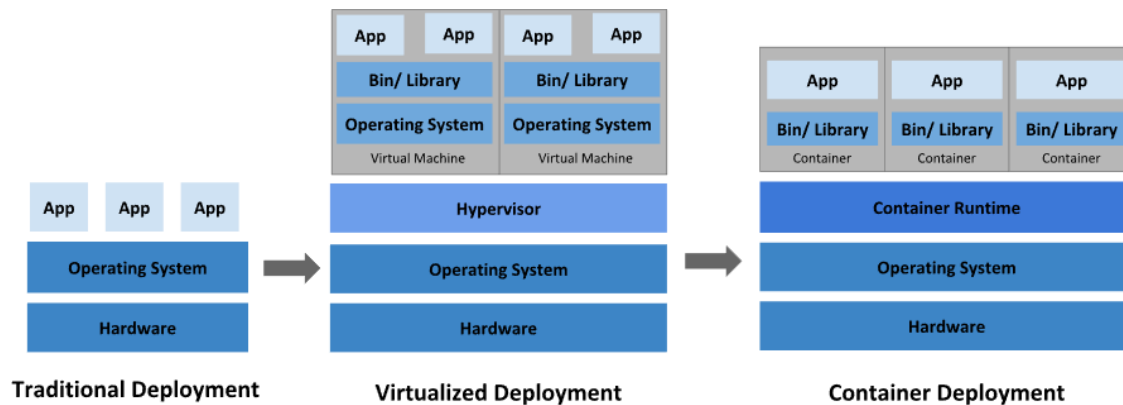 App
App
App
Operating System
Hardware
Traditional Deployment
App
App
Bin/ Library
Operating System
Virtual Machine
App
App
Bin/ Library
Operating System
Virtual Machine
Hypervisor
Operating System
Hardware
Virtualized Deployment
App
Bin/ Library
Container
App
Bin/ Library
Container
App
Bin/ Library
Container
Container Runtime
Operating System
Hardware
Container Deployment